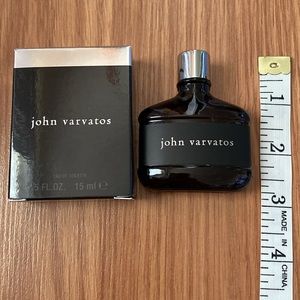 john varvatos
EAU DE TOILETTE
.5 FL.OZ. 15 ml e
john varvatos
1
2
3
4
MADE IN CHINA